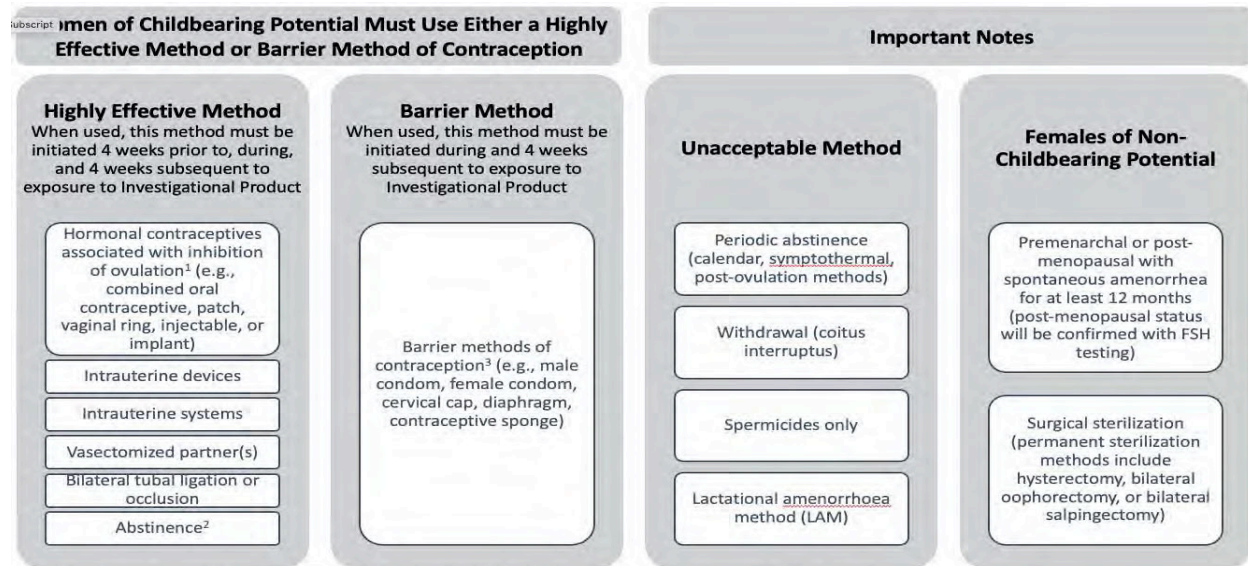 Subscript
omen of Childbearing Potential Must Use Either a Highly
Effective Method or Barrier Method of Contraception
Important Notes
Highly Effective Method
When used, this method must be
initiated 4 weeks prior to, during,
and 4 weeks subsequent to
exposure to Investigational Product
Hormonal contraceptives
associated with inhibition
of ovulation¹ (e.g.,
combined oral
contraceptive, patch,
vaginal ring, injectable, or
implant)
Intrauterine devices
Intrauterine systems
Vasectomized partner(s)
Bilateral tubal ligation or
occlusion
Abstinence²
Barrier Method
When used, this method must be
initiated during and 4 weeks
subsequent to exposure to
Investigational Product
Barrier methods of
contraception³ (e.g., male
condom, female condom,
cervical cap, diaphragm,
contraceptive sponge)
Unacceptable Method
Periodic abstinence
(calendar, symptothermal,
post-ovulation methods)
Withdrawal (coitus
interruptus)
Spermicides only
Lactational amenorrhoea
method (LAM)
Females of Non-
Childbearing Potential
Premenarchal or post-
menopausal with
spontaneous amenorrhea
for at least 12 months
(post-menopausal status
will be confirmed with FSH
testing)
Surgical sterilization
(permanent sterilization
methods include
hysterectomy, bilateral
oophorectomy, or bilateral
salpingectomy)